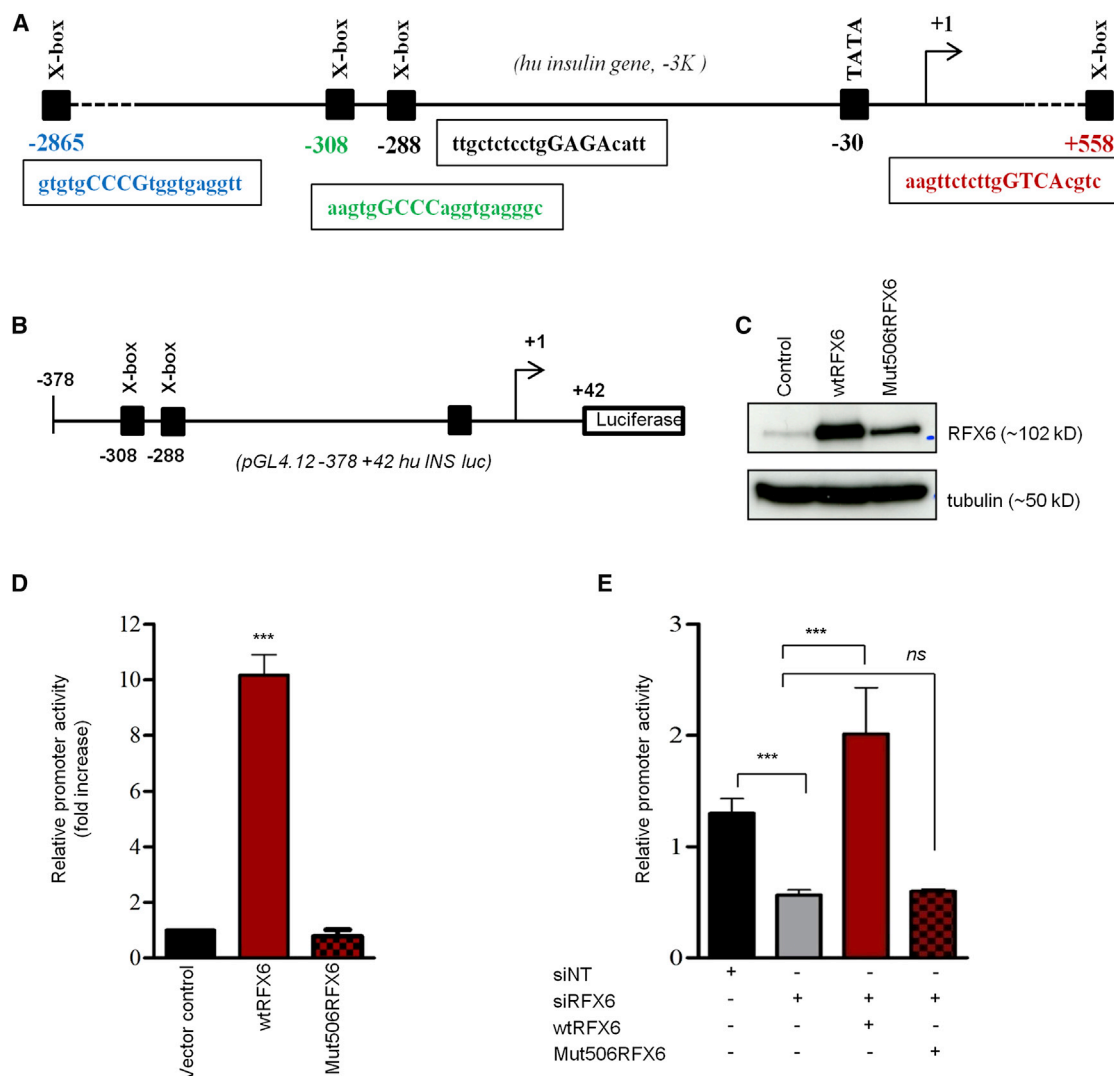 A
X-box
X-box
X-box
(hu insulin gene, -3K )
TATA
+1
X-box
-2865
-308
-288
-30
+558
gtgtgCCCGtggtgaggtt
ttgctctcctgGAGAcatt
aagtgGCCCaggtgagggc
aagttctcttgGTCAcgtc
B
-378
X-box
X-box
+1
+42
Luciferase
-308
-288
(pGL4.12 -378 +42 hu INS luc)
C
Control
wtRFX6
Mut506tRFX6
RFX6 (~102 kD)
tubulin (~50 kD)
D
Relative promoter activity
(fold increase)
12
10
8
6
4
2
0
***
Vector control
wtRFX6
Mut506RFX6
E
Relative promoter activity
3
2
1
0
***
***
ns
siNT + - - -
siRFX6 - + + +
wtRFX6 - - + -
Mut506RFX6 - - - +